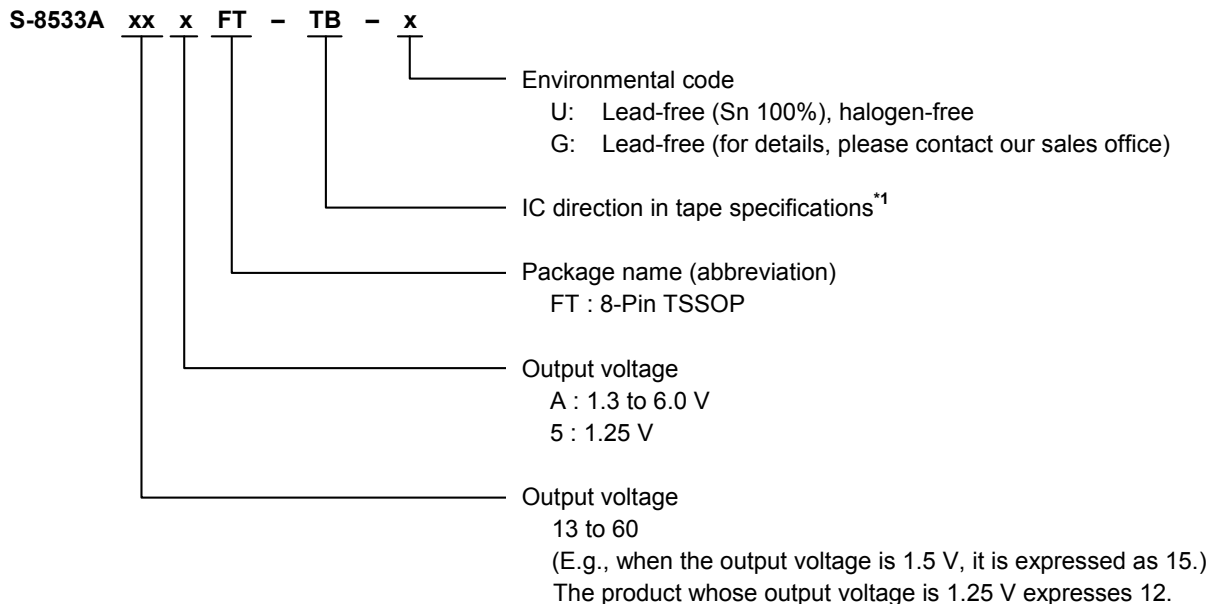 S-8533A xx x FT – TB – x
Environmental code
U: Lead-free (Sn 100%), halogen-free
G: Lead-free (for details, please contact our sales office)
IC direction in tape specifications*1
Package name (abbreviation)
FT : 8-Pin TSSOP
Output voltage
A : 1.3 to 6.0 V
5 : 1.25 V
Output voltage
13 to 60
(E.g., when the output voltage is 1.5 V, it is expressed as 15.)
The product whose output voltage is 1.25 V expresses 12.